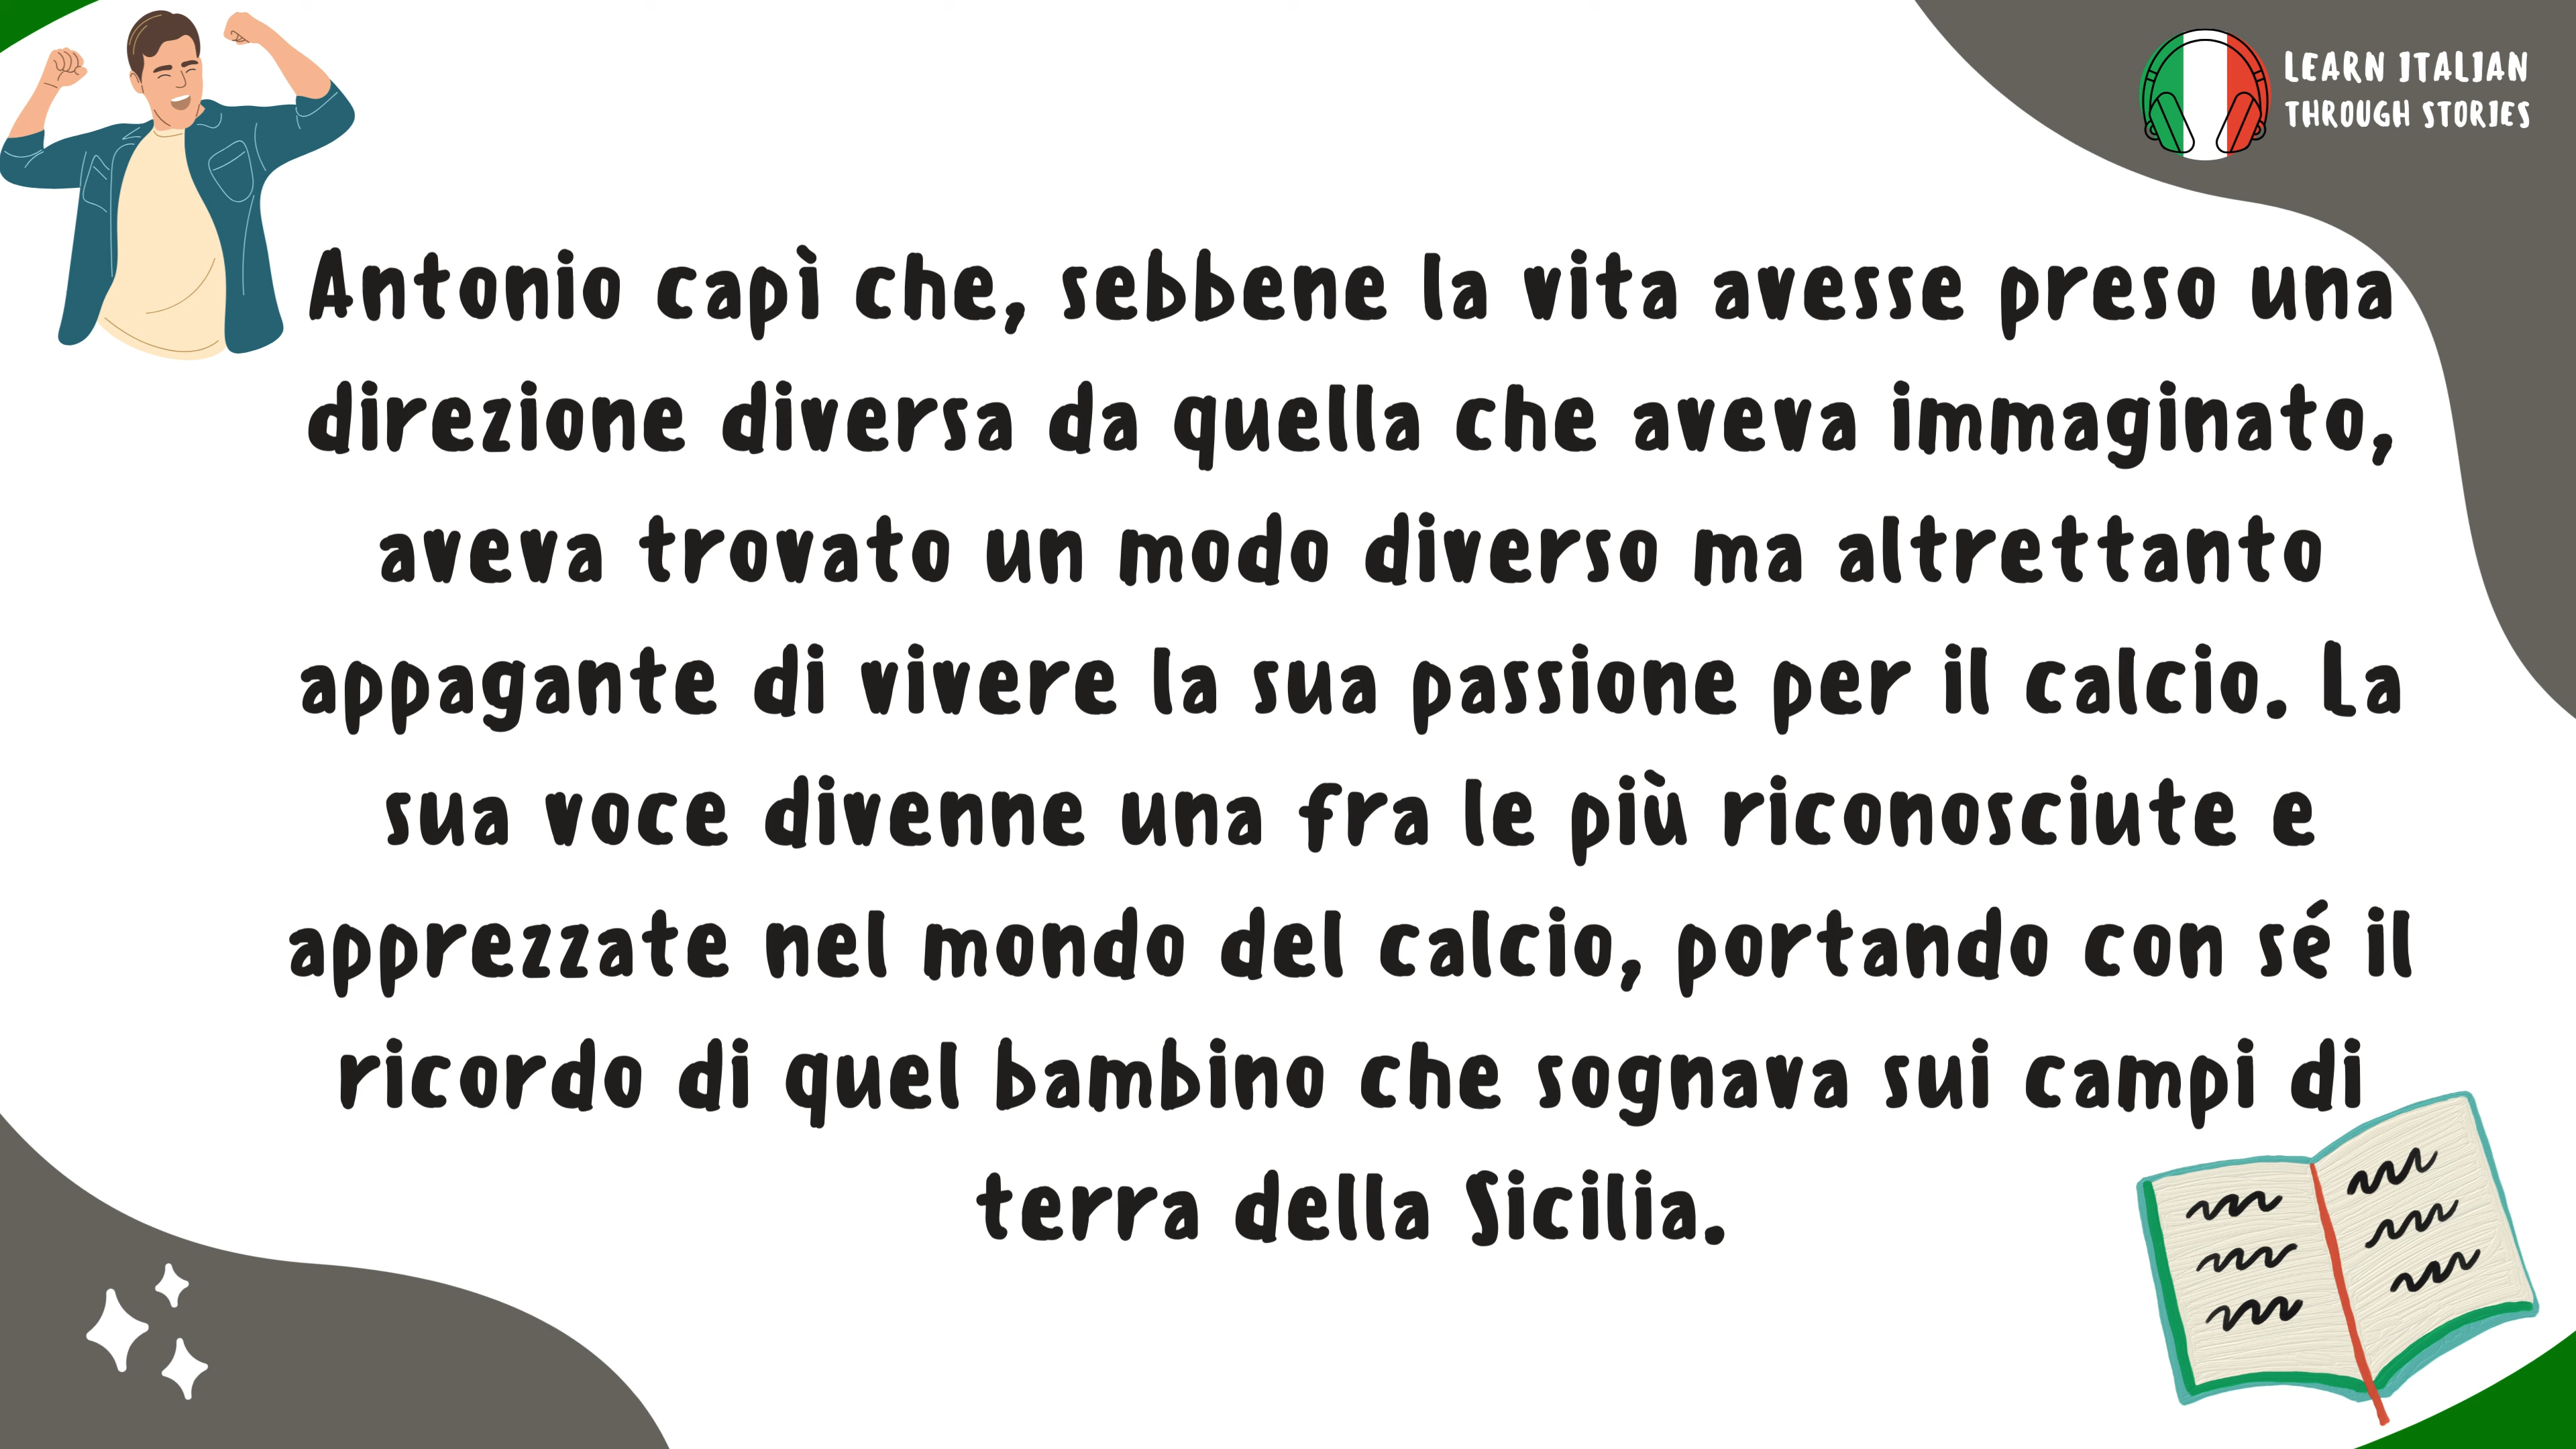 LEARN ITALIAN
THROUGH STORIES
Antonio capì che, sebbene la vita avesse preso una
direzione diversa da quella che aveva immaginato,
aveva trovato un modo diverso ma altrettanto
appagante di vivere la sua passione per il calcio. La
sua voce divenne una fra le più riconosciute e
apprezzate nel mondo del calcio, portando con sé il
ricordo di quel bambino che sognava sui campi di
terra della Sicilia.